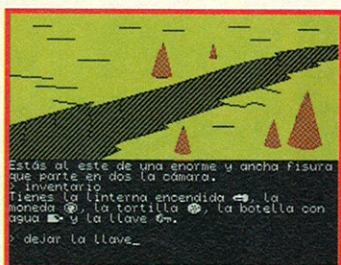 Estás al este de una enorme y ancha fisura
que parte en dos la cámara.
> inventario
Tienes la linterna encendida, la
moneda, la tortilla, la botella con
agua y la llave.
> dejar la llave_